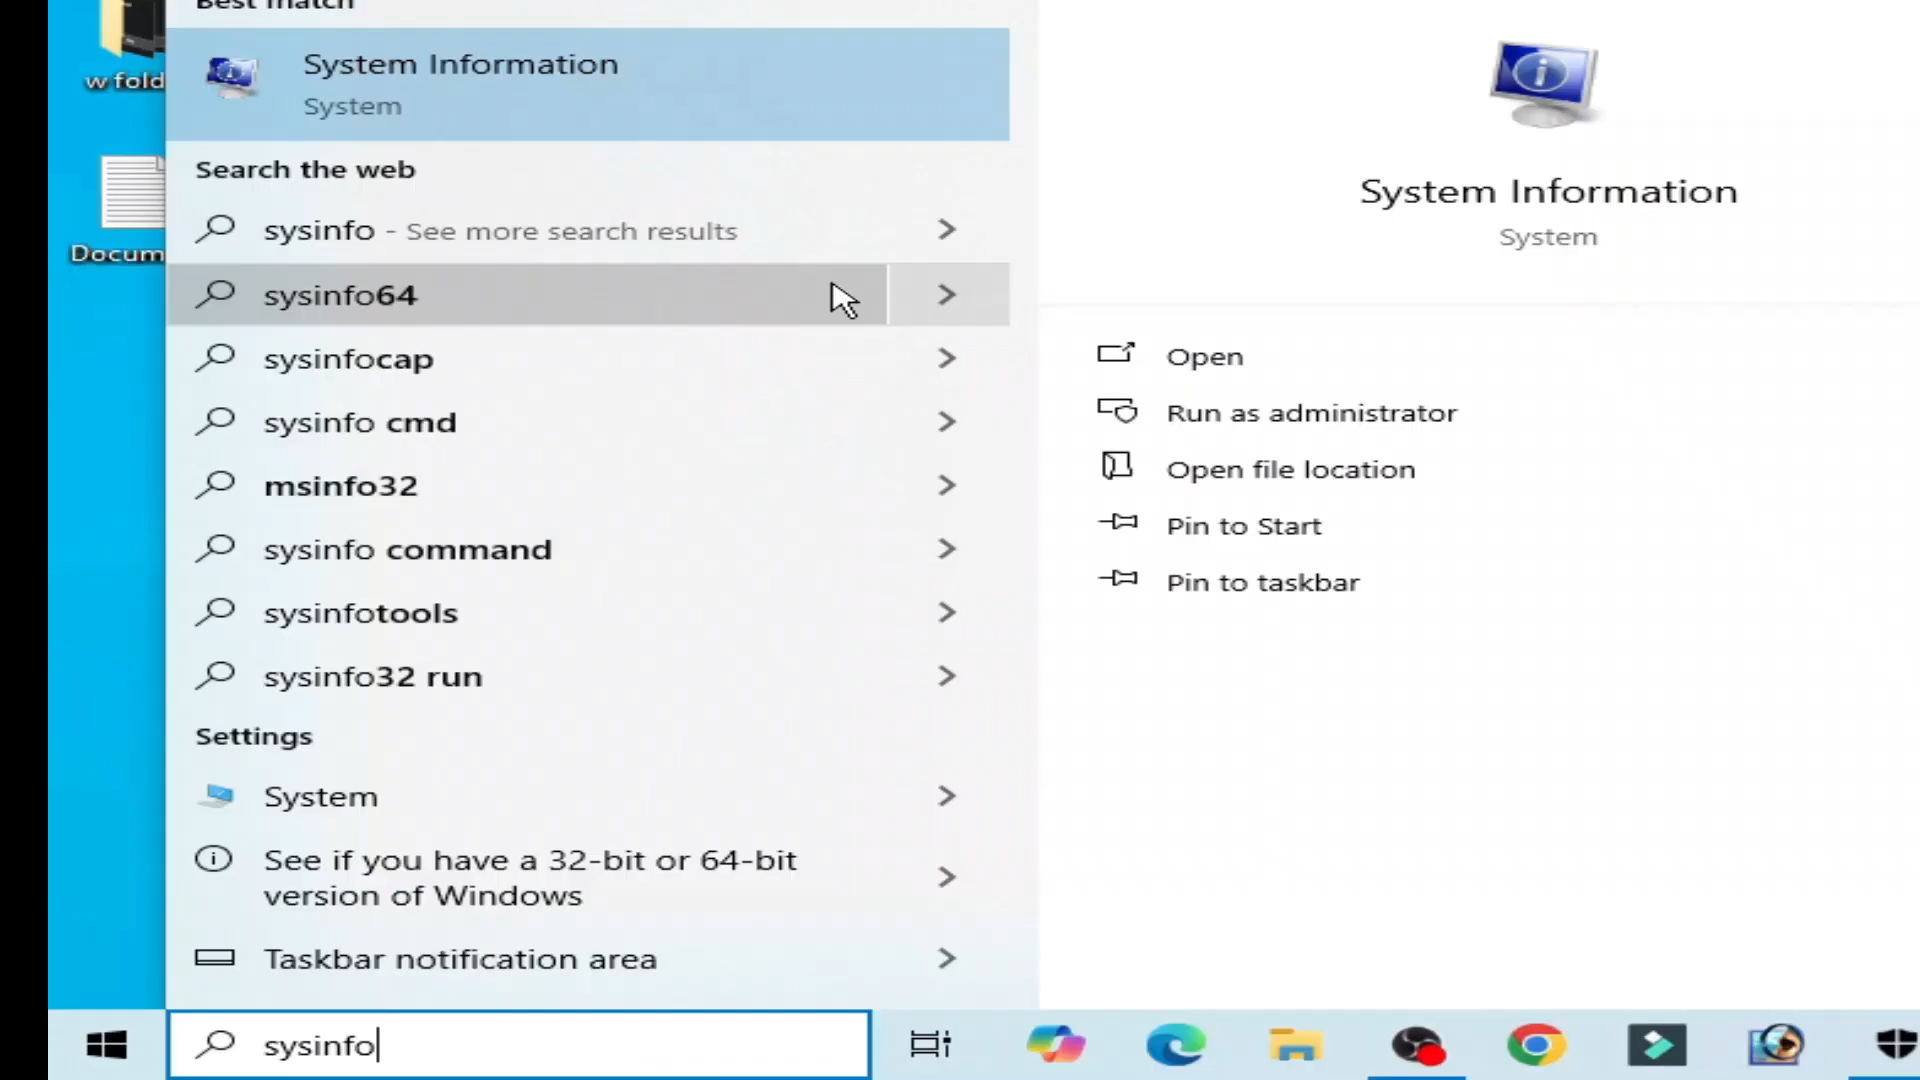 Best match
System Information
System
Search the web
sysinfo - See more search results
sysinfo64
sysinfocap
sysinfo cmd
msinfo32
sysinfo command
sysinfotools
sysinfo32 run
Settings
System
See if you have a 32-bit or 64-bit
version of Windows
Taskbar notification area
sysinfo
System Information
System
Open
Run as administrator
Open file location
Pin to Start
Pin to taskbar
w fold
Docum